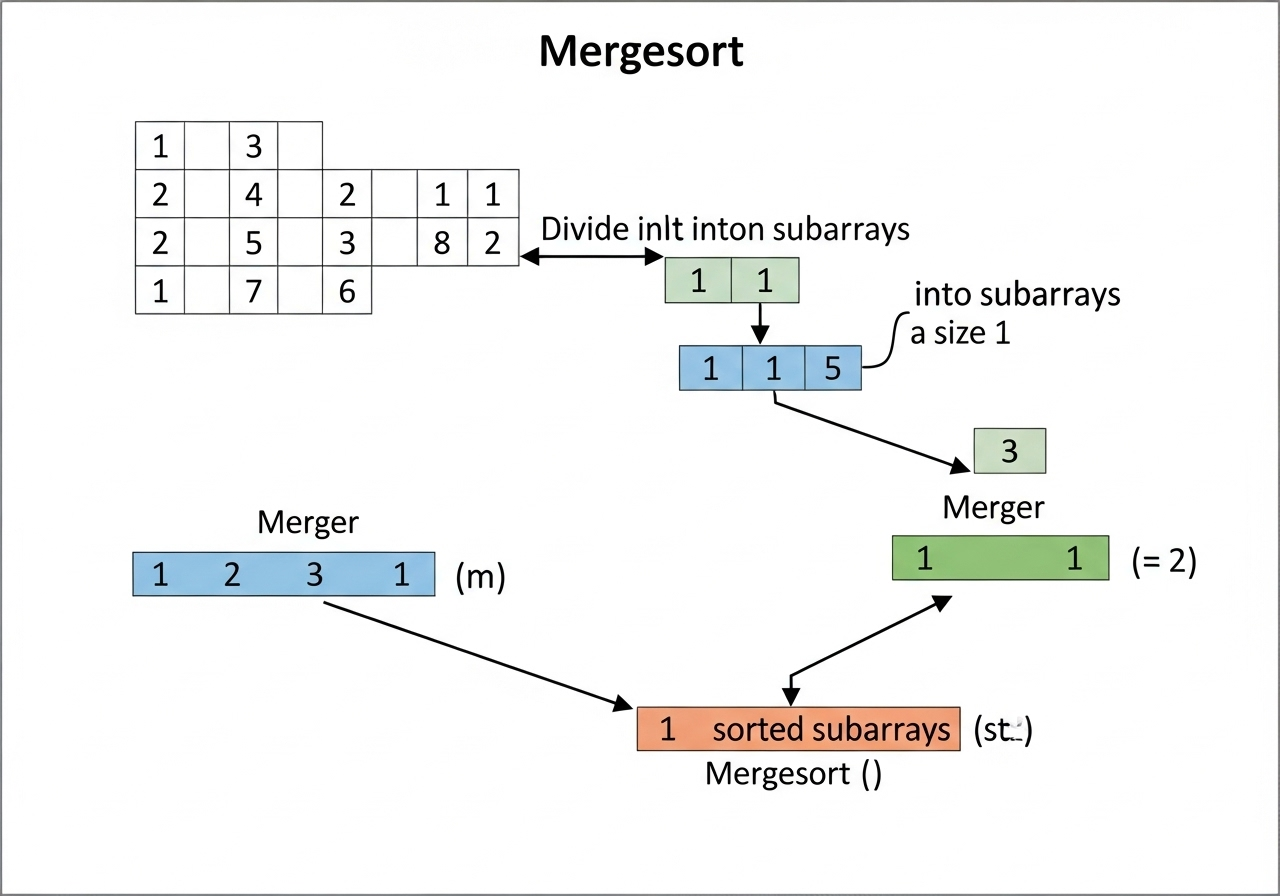 Mergesort
1 3
2 4 2 1 1
2 5 3 8 2
1 7 6
Divide inlt inton subarrays
1 1
into subarrays
a size 1
1 1 5
3
Merger
1 1 (= 2)
Merger
1 2 3 1 (m)
1 sorted subarrays
Mergesort ()